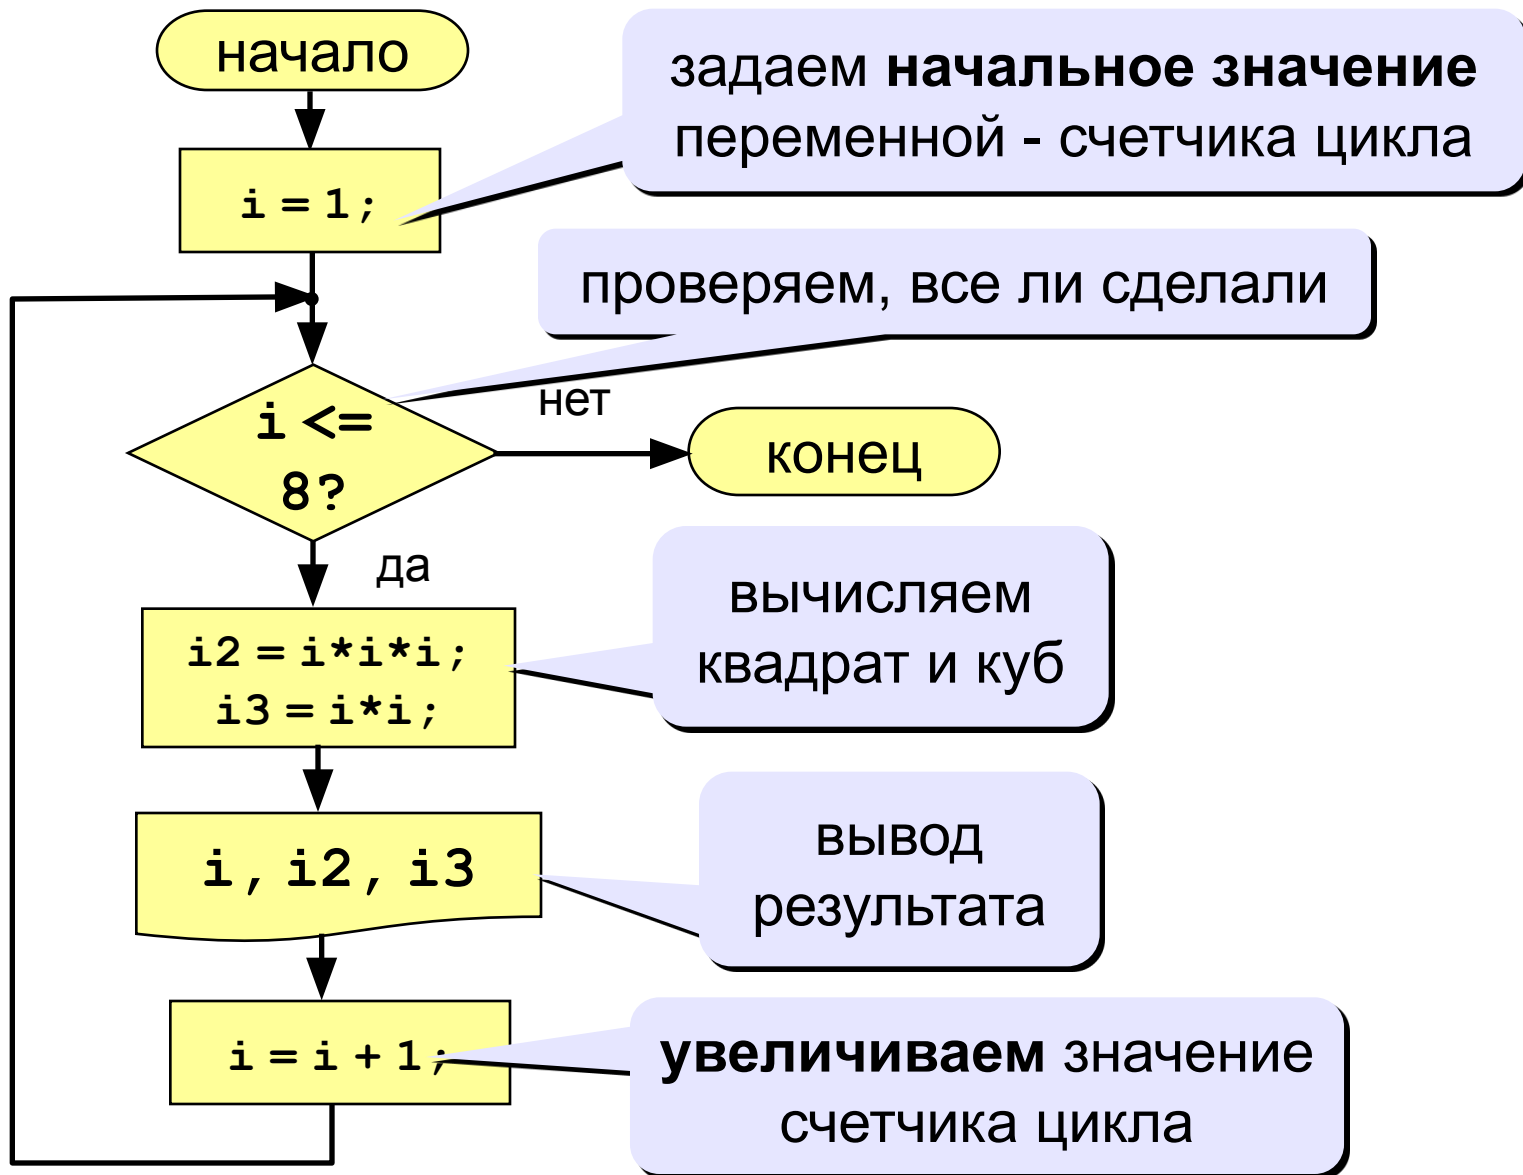 начало
задаем начальное значение
переменной - счетчика цикла
i = 1;
проверяем, все ли сделали
i <=
8?
нет
конец
да
вычисляем
квадрат и куб
i2 = i*i*i;
i3 = i*i;
вывод
результата
i, i2, i3
увеличиваем значение
счетчика цикла
i = i + 1;